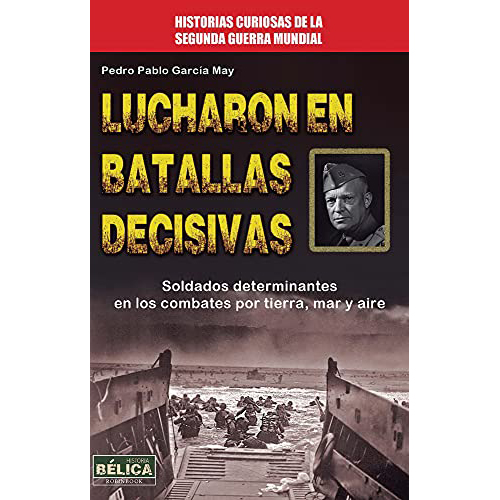 HISTORIAS CURIOSAS DE LA
SEGUNDA GUERRA MUNDIAL
Pedro Pablo García May
LUCHARON EN
BATALLAS
DECISIVAS
Soldados determinantes
en los combates por tierra, mar y aire
HISTORIA
BÉLICA
ROBINBOOK